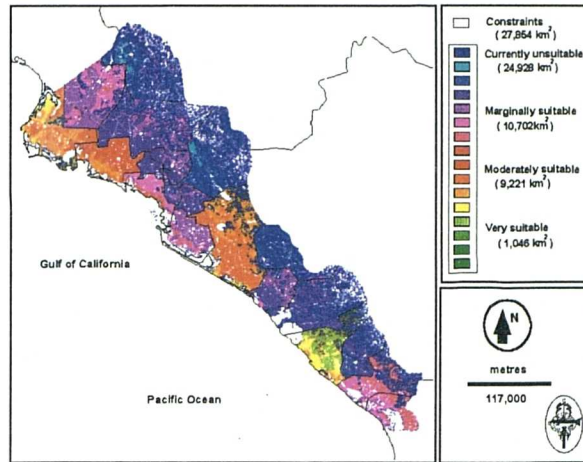 Constraints
( 27,854 km²)
Currently unsuitable
( 24,928 km²)
Marginally suitable
( 10,702km²)
Moderately suitable
( 9,221 km²)
Very suitable
( 1,046 km²)
Gulf of California
Pacific Ocean
N
metres
117,000